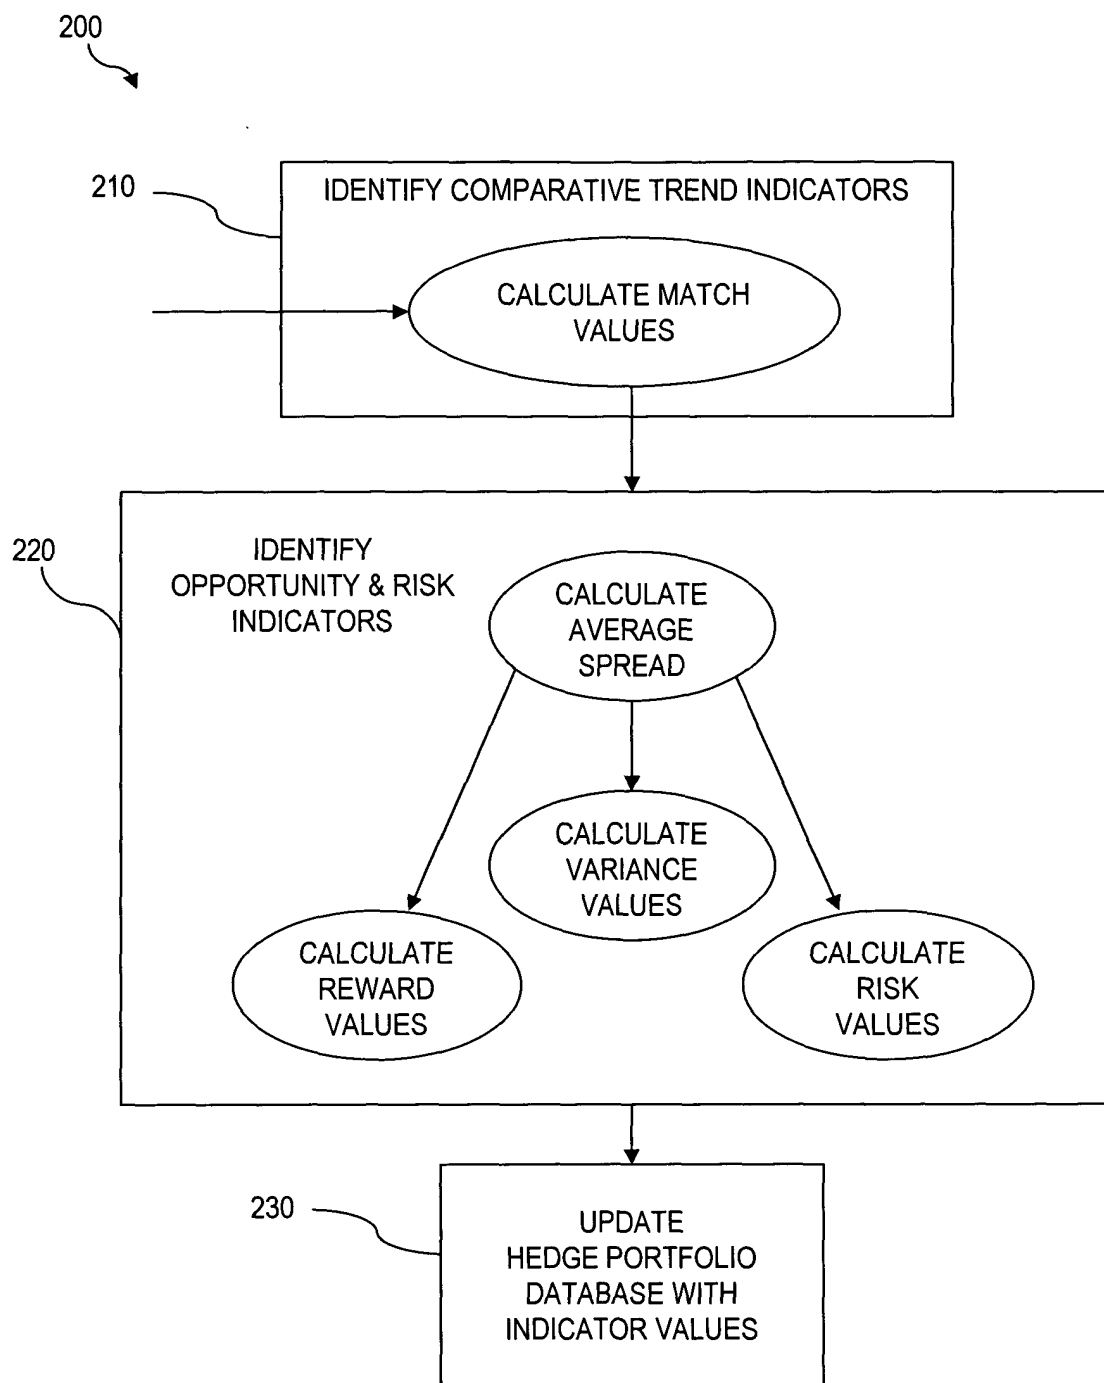 200
210
IDENTIFY COMPARATIVE TREND INDICATORS
CALCULATE MATCH
VALUES
220
IDENTIFY
OPPORTUNITY & RISK
INDICATORS
CALCULATE
AVERAGE
SPREAD
CALCULATE
VARIANCE
VALUES
CALCULATE
REWARD
VALUES
CALCULATE
RISK
VALUES
230
UPDATE
HEDGE PORTFOLIO
DATABASE WITH
INDICATOR VALUES